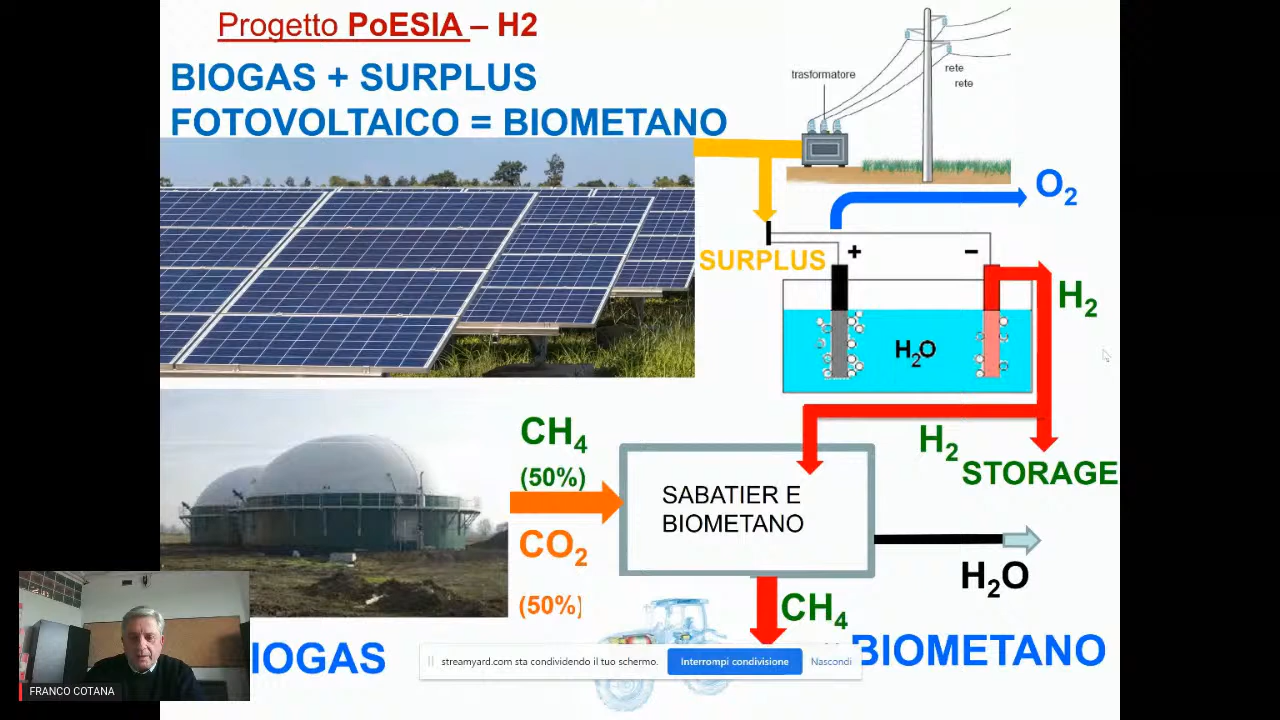 Progetto PoESIA – H2
BIOGAS + SURPLUS
FOTOVOLTAICO = BIOMETANO
trasformatore
rete
rete
O2
SURPLUS
+
−
H2
H2O
CH4
(50%)
H2
STORAGE
SABATIER E
BIOMETANO
CO2
(50%)
H2O
CH4
IOGAS
BIOMETANO
streamyard.com sta condividendo il tuo schermo.
Interrompi condivisione
Nascondi
FRANCO COTANA